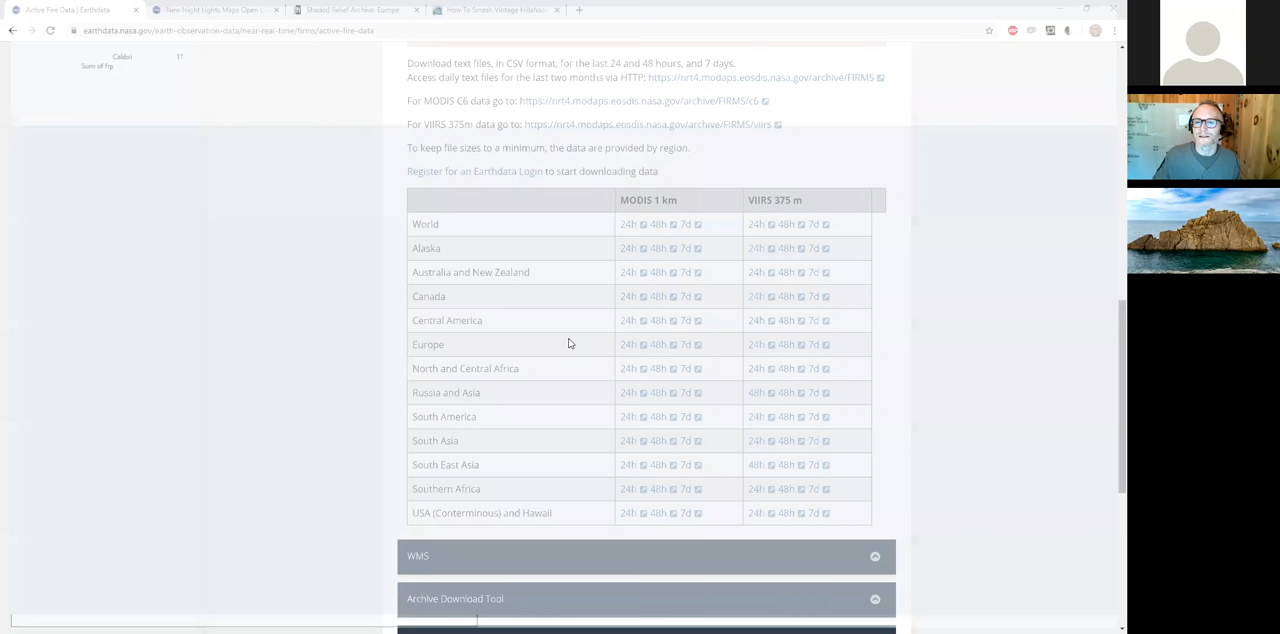 Active Fire Data | Earthdata
New Night Lights Maps Open U
Shaded Relief Archive: Europe
How To Smash Vintage Hillshade
earthdata.nasa.gov/earth-observation-data/near-real-time/firms/active-fire-data
Calibri 11
Sum of frp
Download text files, in CSV format, for the last 24 and 48 hours, and 7 days.
Access daily text files for the last two months via HTTP: https://nrt4.modaps.eosdis.nasa.gov/archive/FIRMS
For MODIS C6 data go to: https://nrt4.modaps.eosdis.nasa.gov/archive/FIRMS/c6
For VIIRS 375m data go to: https://nrt4.modaps.eosdis.nasa.gov/archive/FIRMS/viirs
To keep file sizes to a minimum, the data are provided by region.
Register for an Earthdata Login to start downloading data
MODIS 1 km VIIRS 375 m
World 24h 48h 7d 24h 48h 7d
Alaska 24h 48h 7d 24h 48h 7d
Australia and New Zealand 24h 48h 7d 24h 48h 7d
Canada 24h 48h 7d 24h 48h 7d
Central America 24h 48h 7d 24h 48h 7d
Europe 24h 48h 7d 24h 48h 7d
North and Central Africa 24h 48h 7d 24h 48h 7d
Russia and Asia 24h 48h 7d 48h 48h 7d
South America 24h 48h 7d 24h 48h 7d
South Asia 24h 48h 7d 24h 48h 7d
South East Asia 24h 48h 7d 48h 48h 7d
Southern Africa 24h 48h 7d 24h 48h 7d
USA (Conterminous) and Hawaii 24h 48h 7d 24h 48h 7d
WMS
Archive Download Tool